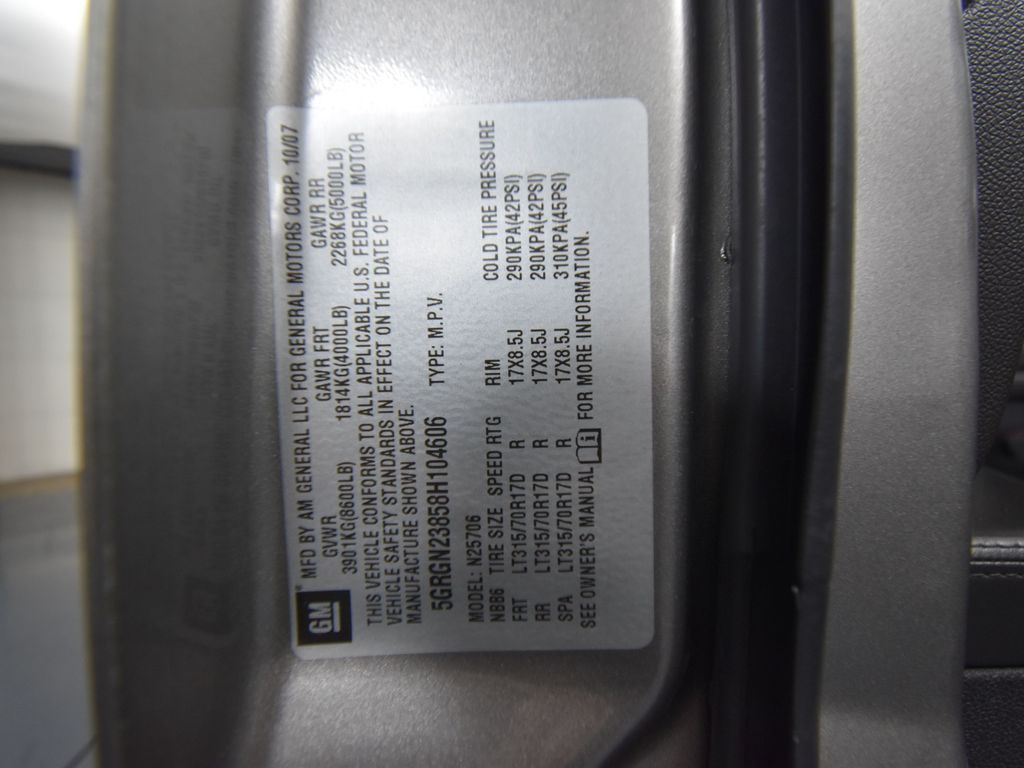 GM® MFD BY AM GENERAL LLC FOR GENERAL MOTORS CORP. 10/07
GVWR GAWR FRT GAWR RR
3901KG(8600LB) 1814KG(4000LB) 2268KG(5000LB)
THIS VEHICLE CONFORMS TO ALL APPLICABLE U.S. FEDERAL MOTOR
VEHICLE SAFETY STANDARDS IN EFFECT ON THE DATE OF
MANUFACTURE SHOWN ABOVE.
5GRGN23858H104606 TYPE: M.P.V.
MODEL: N25706
NBB6 TIRE SIZE SPEED RTG RIM COLD TIRE PRESSURE
FRT LT315/70R17D R 17X8.5J 290KPA(42PSI)
RR LT315/70R17D R 17X8.5J 290KPA(42PSI)
SPA LT315/70R17D R 17X8.5J 310KPA(45PSI)
SEE OWNER'S MANUAL i FOR MORE INFORMATION.